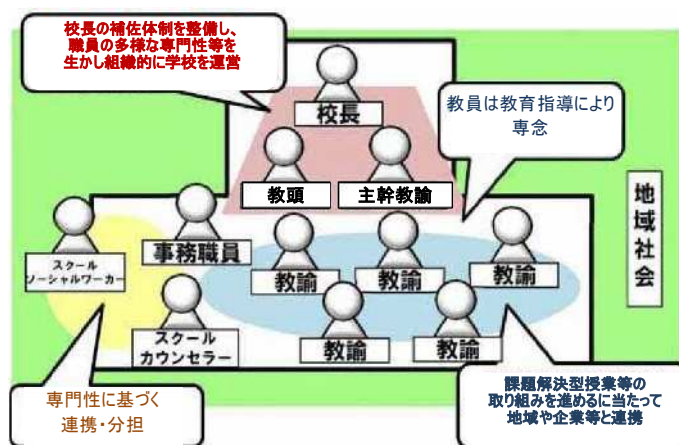 校長の補佐体制を整備し、
職員の多様な専門性等を
生かし組織的に学校を運営
校長
教員は教育指導により
専念
教頭
主幹教諭
地域社会
スクール
ソーシャルワーカー
事務職員
教諭
教諭
教諭
スクール
カウンセラー
教諭
教諭
専門性に基づく
連携・分担
課題解決型授業等の
取り組みを進めるに当たって
地域や企業等と連携